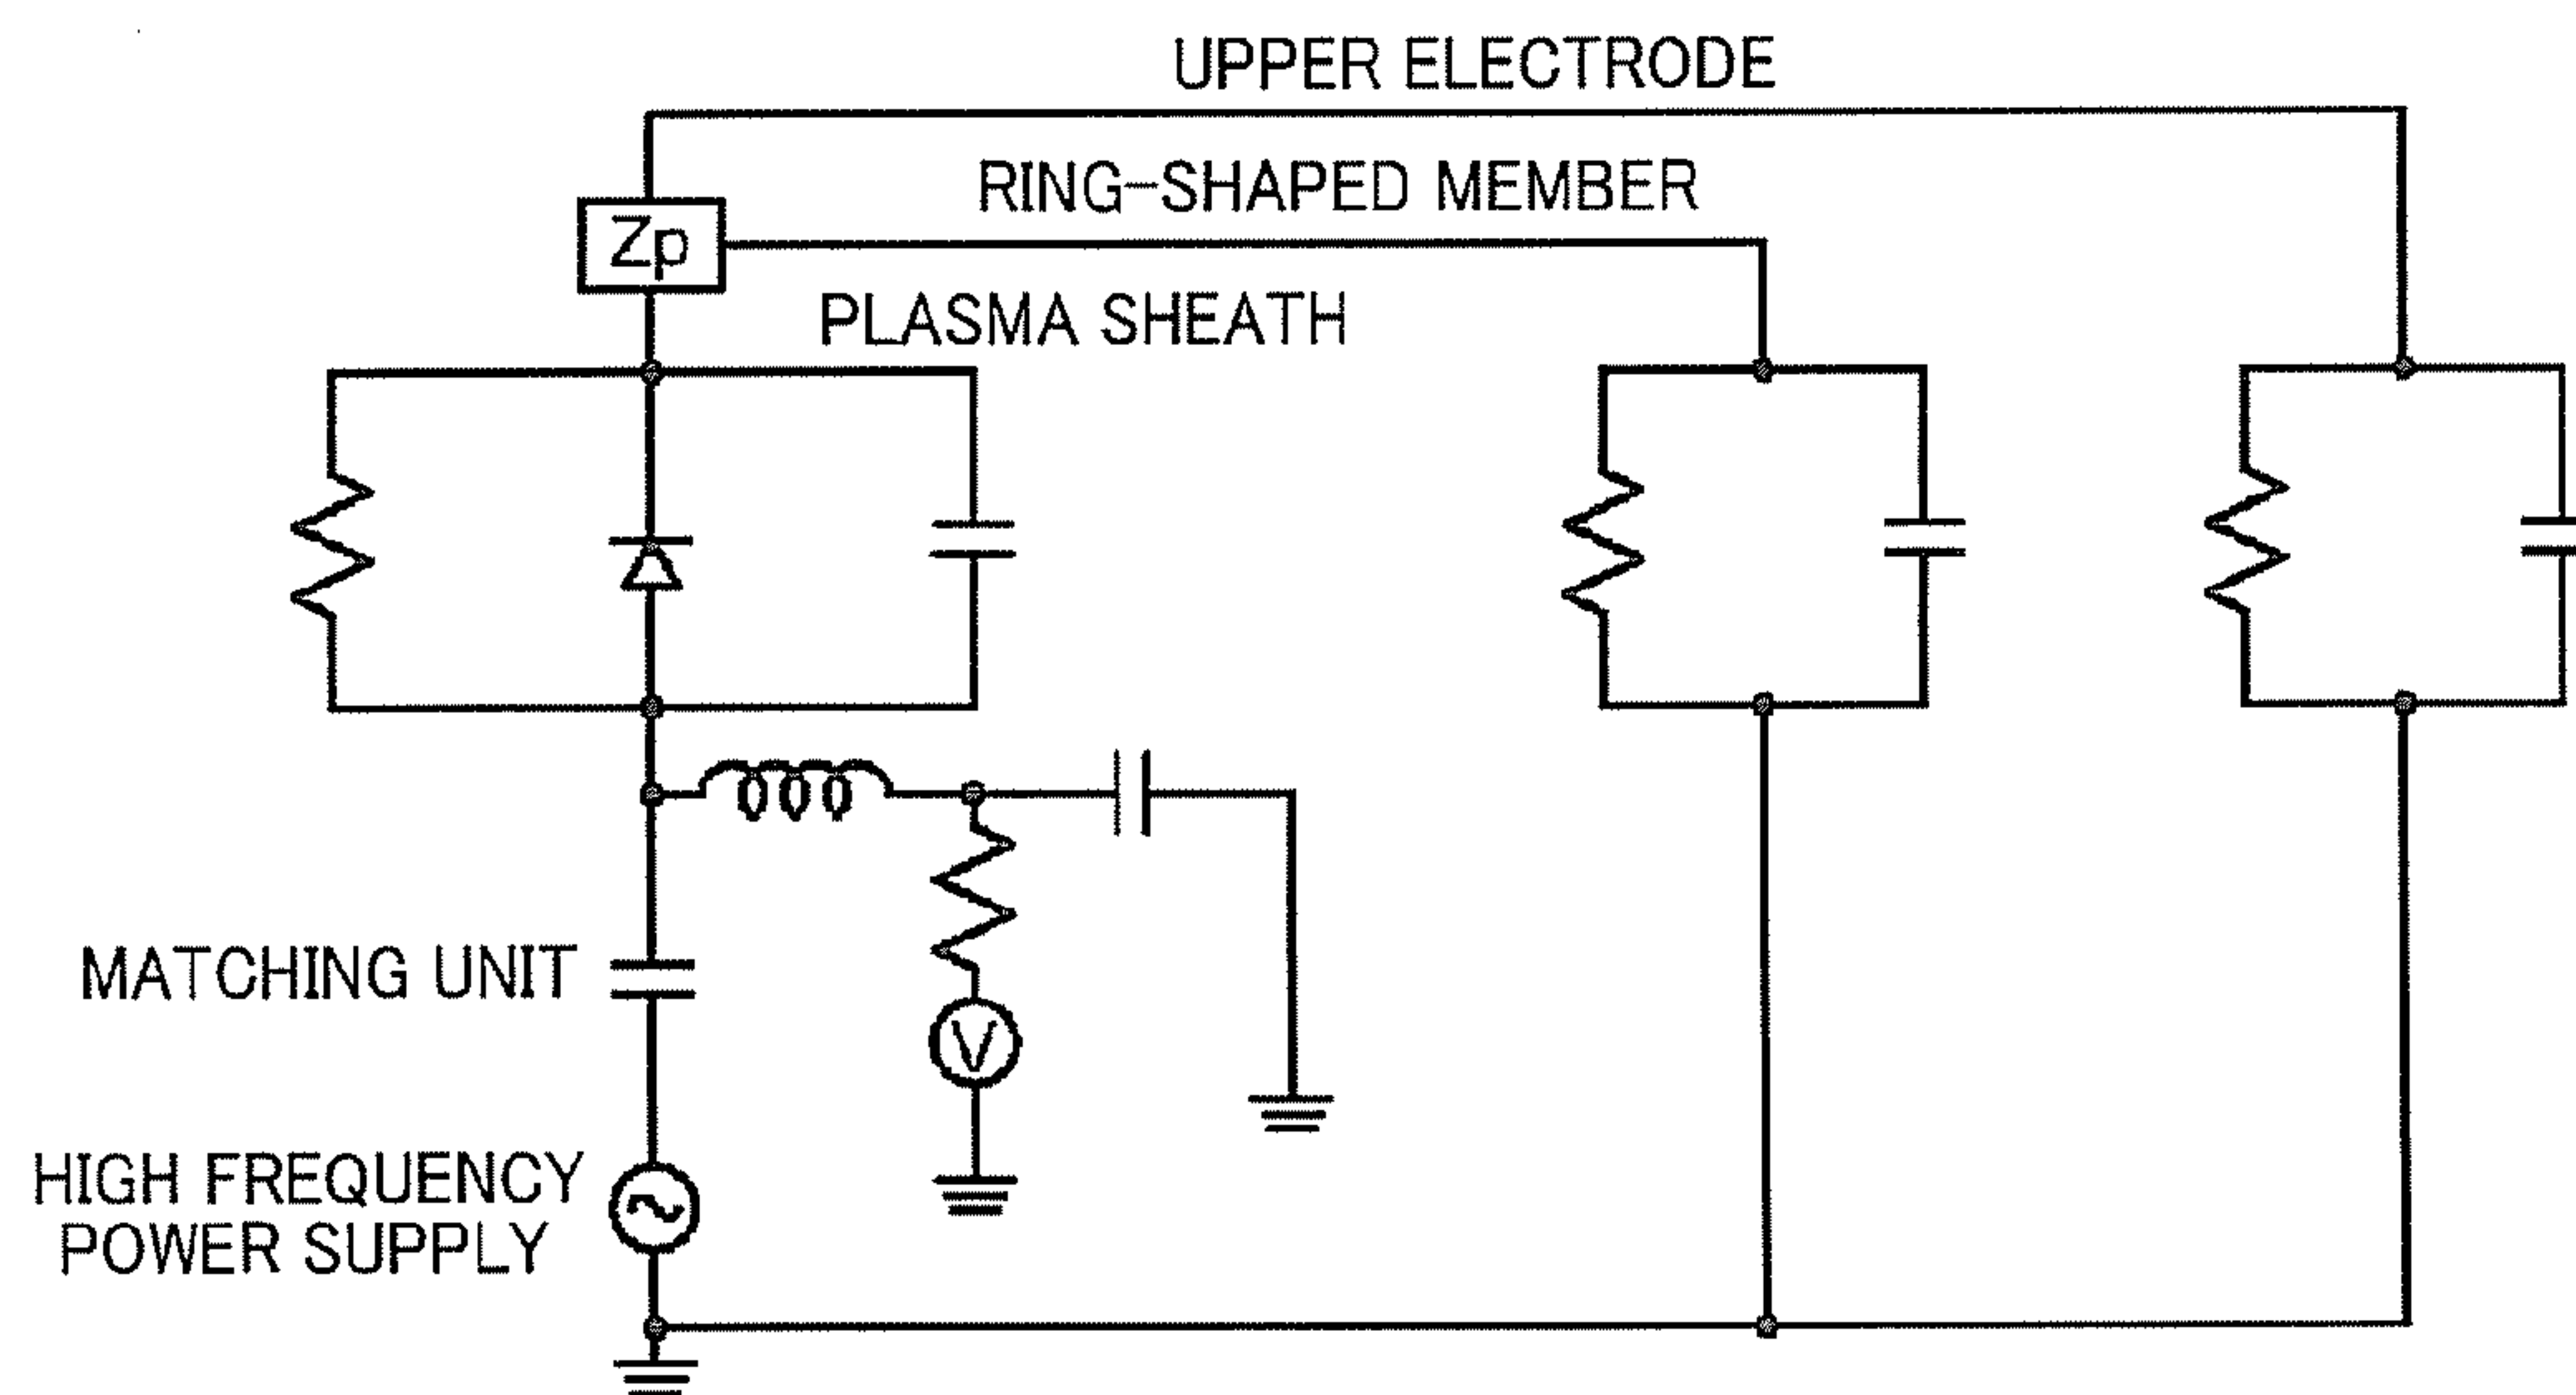 UPPER ELECTRODE
RING-SHAPED MEMBER
Zp
PLASMA SHEATH
MATCHING UNIT
V
HIGH FREQUENCY
POWER SUPPLY